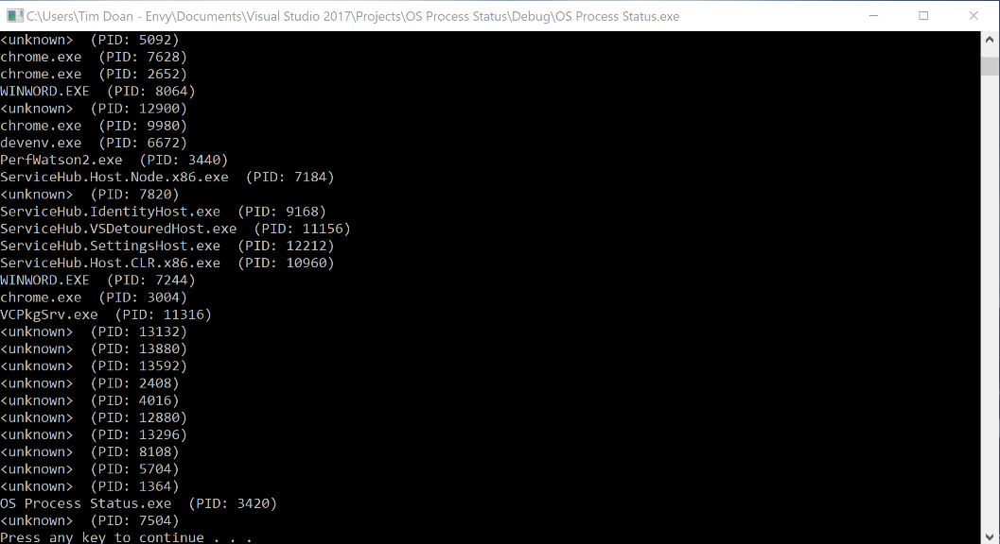 C:\Users\Tim Doan - Envy\Documents\Visual Studio 2017\Projects\OS Process Status\Debug\OS Process Status.exe
<unknown>  (PID: 5092)
chrome.exe  (PID: 7628)
chrome.exe  (PID: 2652)
WINWORD.EXE  (PID: 8064)
<unknown>  (PID: 12900)
chrome.exe  (PID: 9980)
devenv.exe  (PID: 6672)
PerfWatson2.exe  (PID: 3440)
ServiceHub.Host.Node.x86.exe  (PID: 7184)
<unknown>  (PID: 7820)
ServiceHub.IdentityHost.exe  (PID: 9168)
ServiceHub.VSDetouredHost.exe  (PID: 11156)
ServiceHub.SettingsHost.exe  (PID: 12212)
ServiceHub.Host.CLR.x86.exe  (PID: 10960)
WINWORD.EXE  (PID: 7244)
chrome.exe  (PID: 3004)
VCPkgSrv.exe  (PID: 11316)
<unknown>  (PID: 13132)
<unknown>  (PID: 13880)
<unknown>  (PID: 13592)
<unknown>  (PID: 2408)
<unknown>  (PID: 4016)
<unknown>  (PID: 12880)
<unknown>  (PID: 13296)
<unknown>  (PID: 8108)
<unknown>  (PID: 5704)
<unknown>  (PID: 1364)
OS Process Status.exe  (PID: 3420)
<unknown>  (PID: 7504)
Press any key to continue . . .